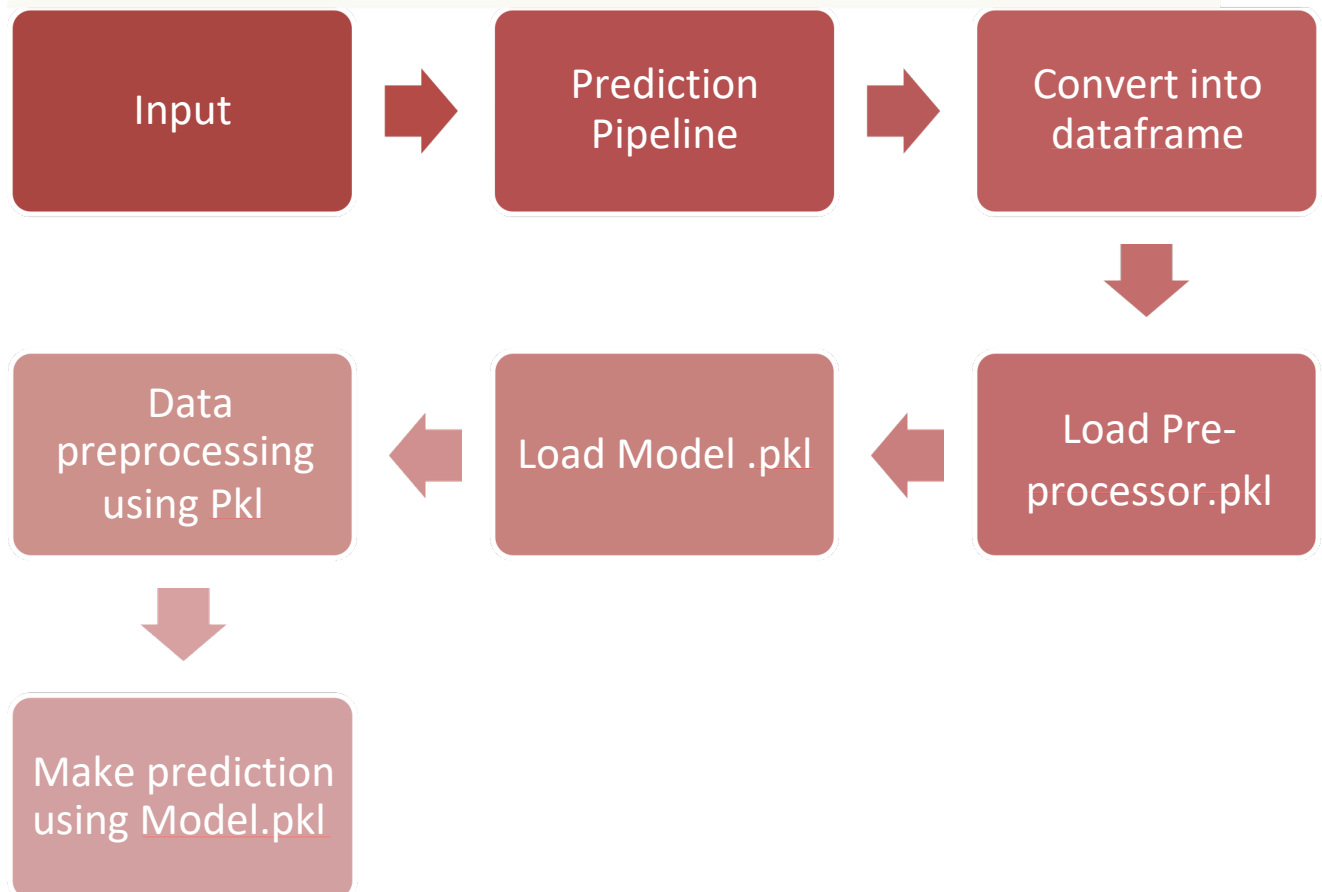 Input
Prediction
Pipeline
Convert into
dataframe
Load Pre-
processor.pkl
Load Model .pkl
Data
preprocessing
using Pkl
Make prediction
using Model.pkl